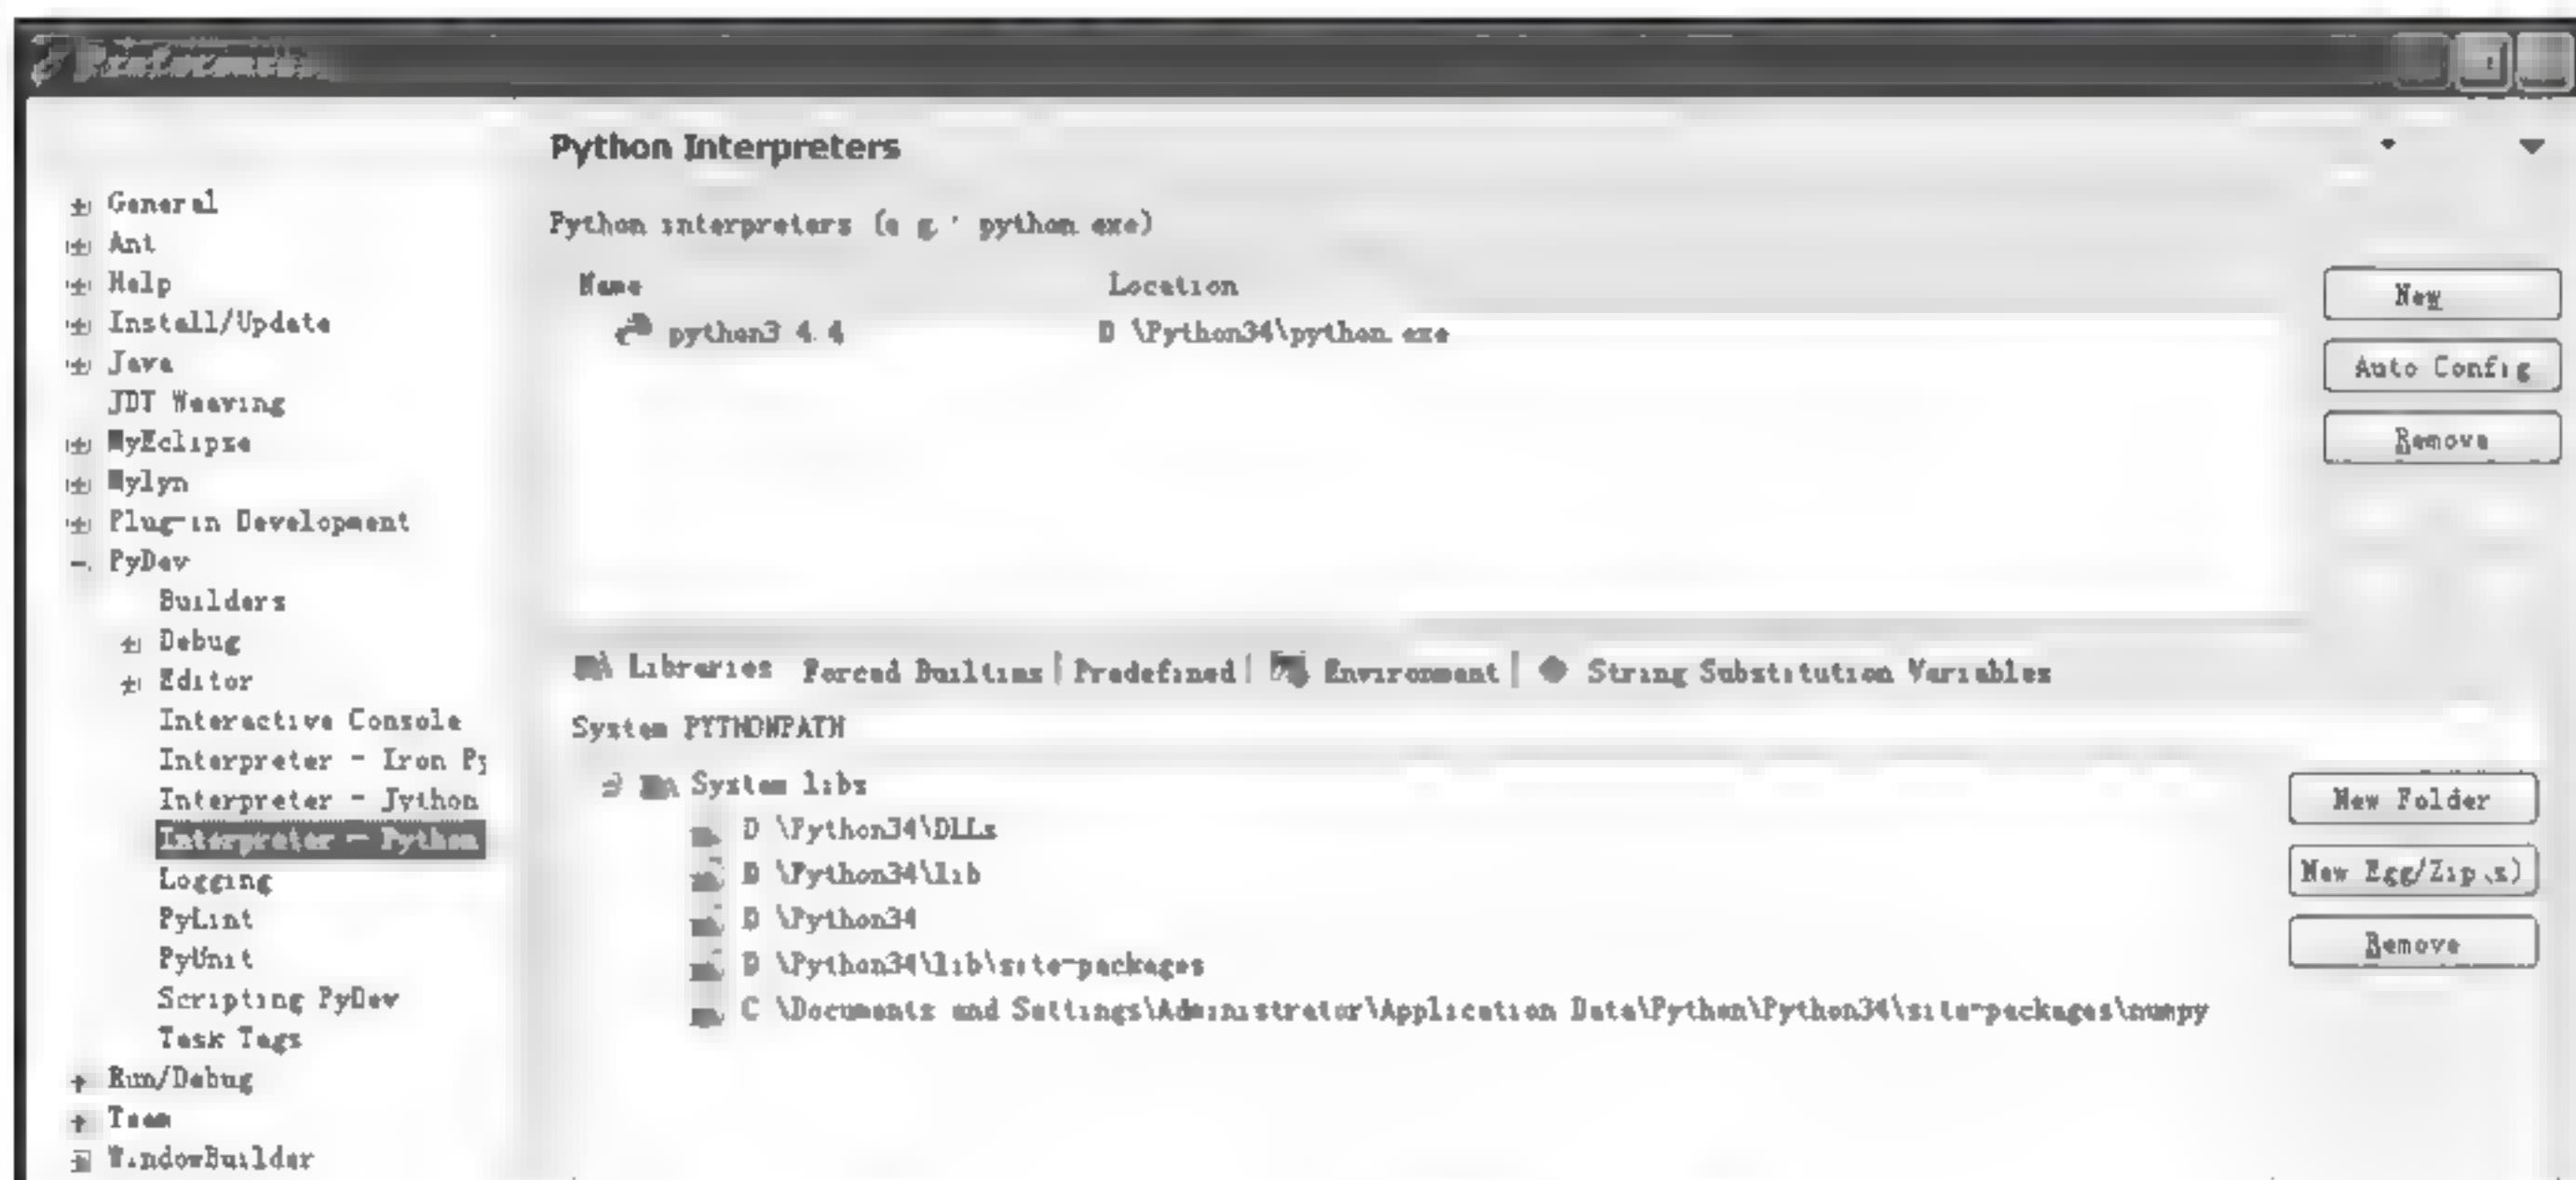 Preferences
General
Ant
Help
Install/Update
Java
JDT Weaving
MyEclipse
Mylyn
Plug-in Development
PyDev
Builders
Debug
Editor
Interactive Console
Interpreter - Iron Py
Interpreter - Jython
Interpreter - Python
Logging
PyLint
PyUnit
Scripting PyDev
Task Tags
Run/Debug
Team
WindowBuilder
Python Interpreters
Python interpreters (e.g.: python.exe)
Name Location
python3.4.4 D:\Python34\python.exe
New
Auto Config
Remove
Libraries Forced Builtins Predefined Environment String Substitution Variables
System PYTHONPATH
System libs
D:\Python34\DLLs
D:\Python34\lib
D:\Python34
D:\Python34\lib\site-packages
C:\Documents and Settings\Administrator\Application Data\Python\Python34\site-packages\numpy
New Folder
New Egg/Zip(s)
Remove